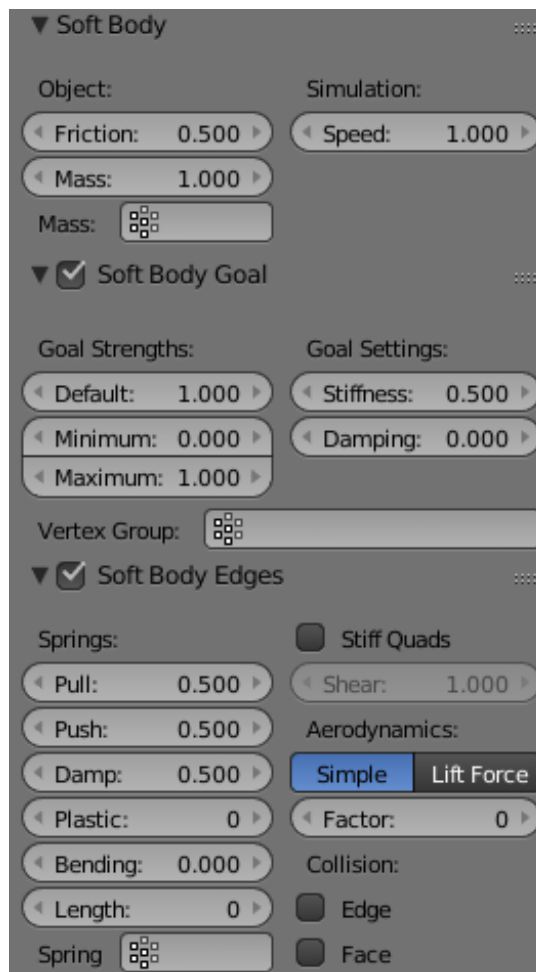 Soft Body
Object: Simulation:
Friction: 0.500 Speed: 1.000
Mass: 1.000
Mass:
Soft Body Goal
Goal Strengths: Goal Settings:
Default: 1.000 Stiffness: 0.500
Minimum: 0.000 Damping: 0.000
Maximum: 1.000
Vertex Group:
Soft Body Edges
Springs: Stiff Quads
Pull: 0.500 Shear: 1.000
Push: 0.500 Aerodynamics:
Damp: 0.500 Simple Lift Force
Plastic: 0 Factor: 0
Bending: 0.000 Collision:
Length: 0 Edge
Spring Face